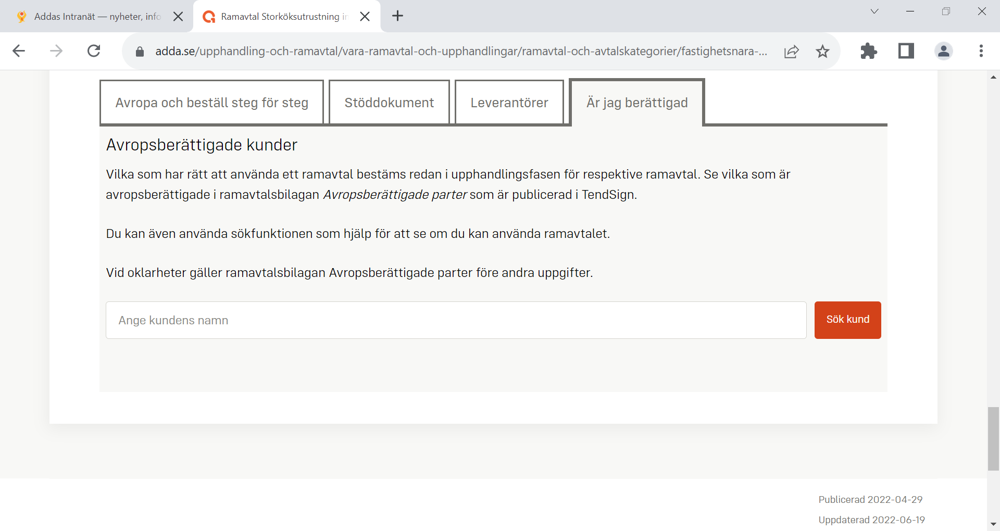 Addas Intranät — nyheter, info
Ramavtal Storköksutrustning in
adda.se/upphandling-och-ramavtal/vara-ramavtal-och-upphandlingar/ramavtal-och-avtalskategorier/fastighetsnara-...
Avropa och beställ steg för steg
Stöddokument
Leverantörer
Är jag berättigad
Avropsberättigade kunder
Vilka som har rätt att använda ett ramavtal bestäms redan i upphandlingsfasen för respektive ramavtal. Se vilka som är
avropsberättigade i ramavtalsbilagan Avropsberättigade parter som är publicerad i TendSign.
Du kan även använda sökfunktionen som hjälp för att se om du kan använda ramavtalet.
Vid oklarheter gäller ramavtalsbilagan Avropsberättigade parter före andra uppgifter.
Ange kundens namn
Sök kund
Publicerad 2022-04-29
Uppdaterad 2022-06-19